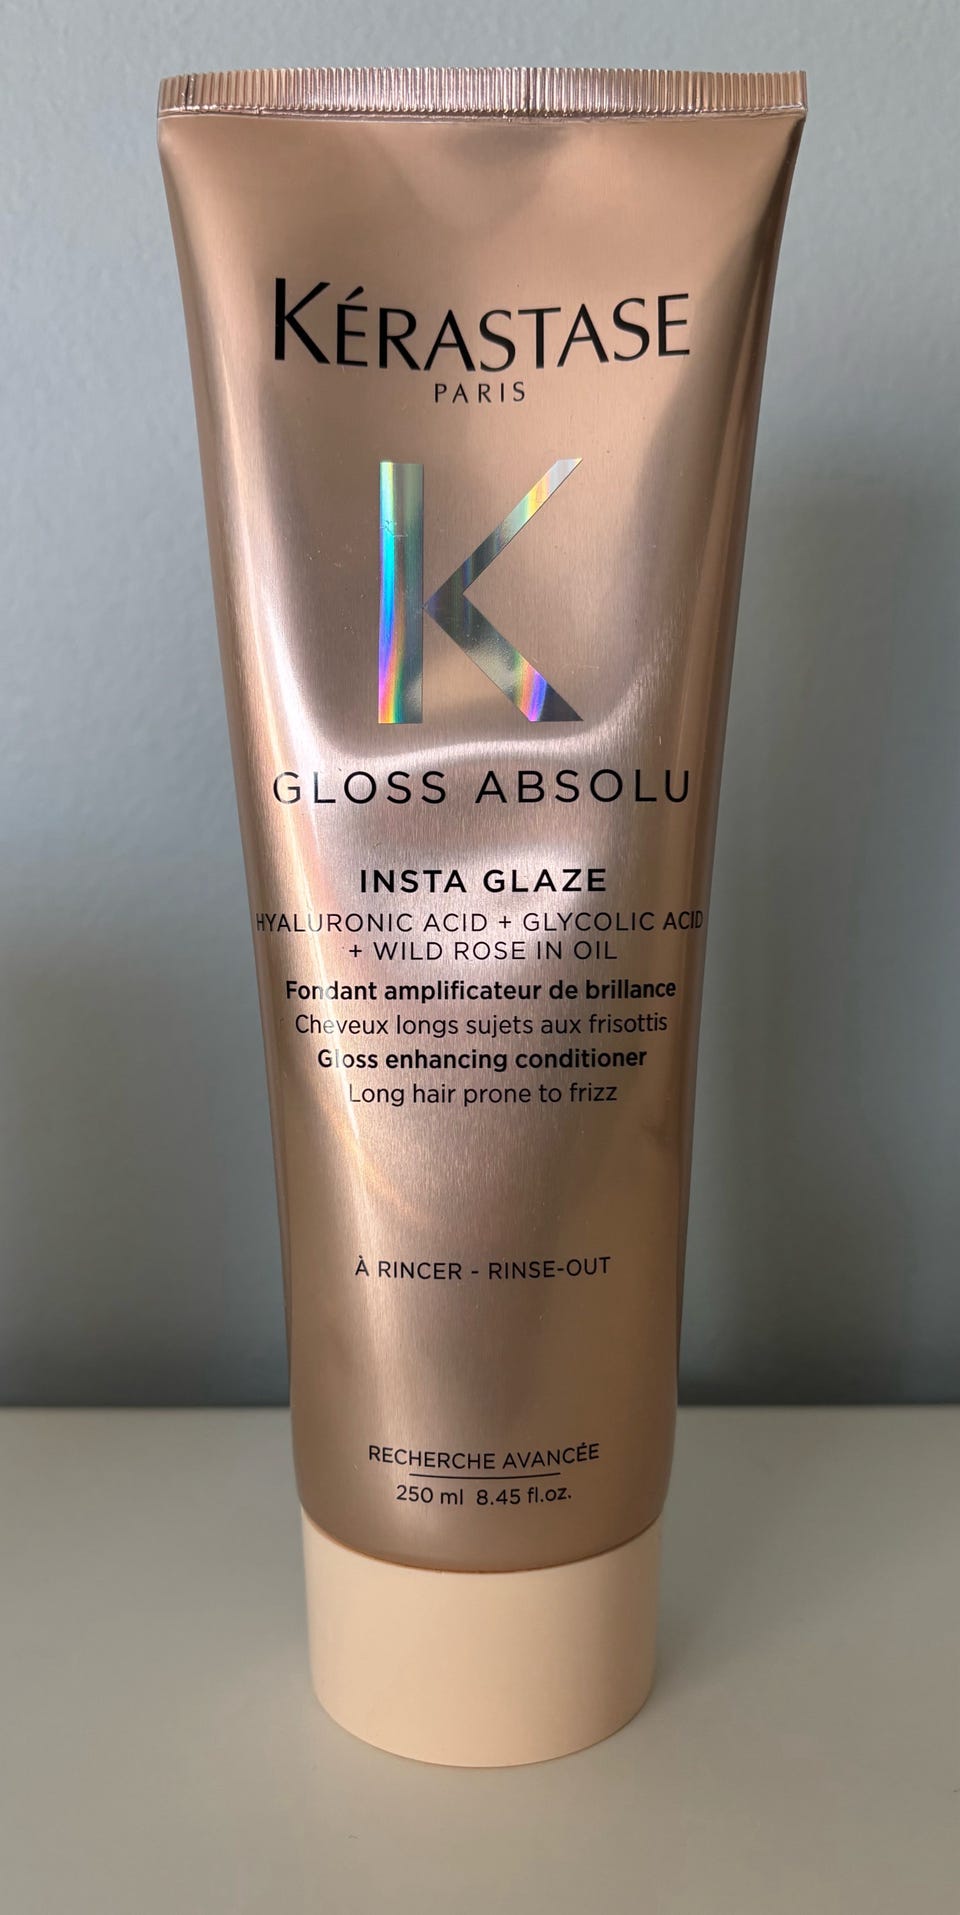 KÉRASTASE
PARIS
K
GLOSS ABSOLU
INSTA GLAZE
HYALURONIC ACID + GLYCOLIC ACID
+ WILD ROSE IN OIL
Fondant amplificateur de brillance
Cheveux longs sujets aux frisottis
Gloss enhancing conditioner
Long hair prone to frizz
À RINCER - RINSE-OUT
RECHERCHE AVANCÉE
250 ml 8.45 fl.oz.